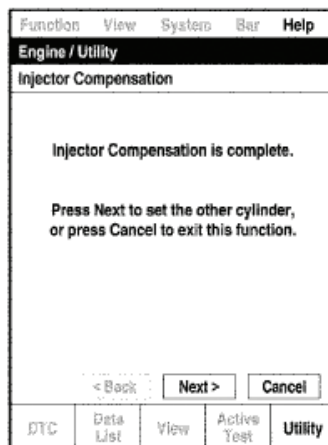 Function View System Bar Help
Engine / Utility
Injector Compensation
Injector Compensation is complete.
Press Next to set the other cylinder,
or press Cancel to exit this function.
< Back Next > Cancel
DTC Data List View Active Test Utility